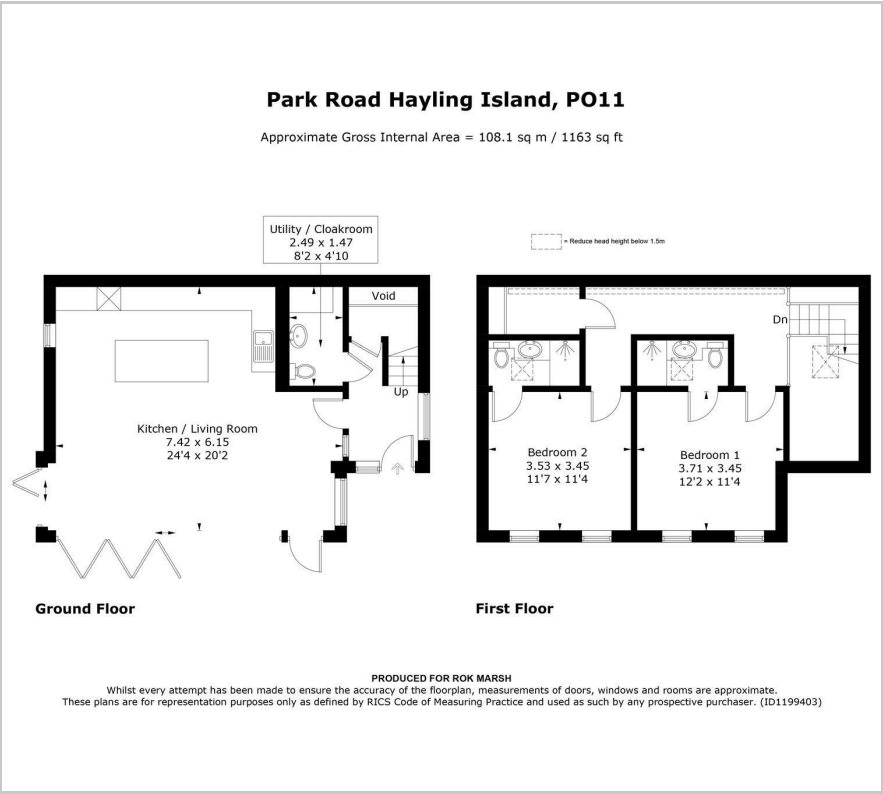 Park Road Hayling Island, PO11
Approximate Gross Internal Area = 108.1 sq m / 1163 sq ft
Utility / Cloakroom
2.49 x 1.47
8'2 x 4'10
= Reduce head height below 1.5m
Void
Dn
Up
Kitchen / Living Room
7.42 x 6.15
24'4 x 20'2
Bedroom 2
3.53 x 3.45
11'7 x 11'4
Bedroom 1
3.71 x 3.45
12'2 x 11'4
Ground Floor
First Floor
PRODUCED FOR ROK MARSH
Whilst every attempt has been made to ensure the accuracy of the floorplan, measurements of doors, windows and rooms are approximate.
These plans are for representation purposes only as defined by RICS Code of Measuring Practice and used as such by any prospective purchaser. (ID1199403)